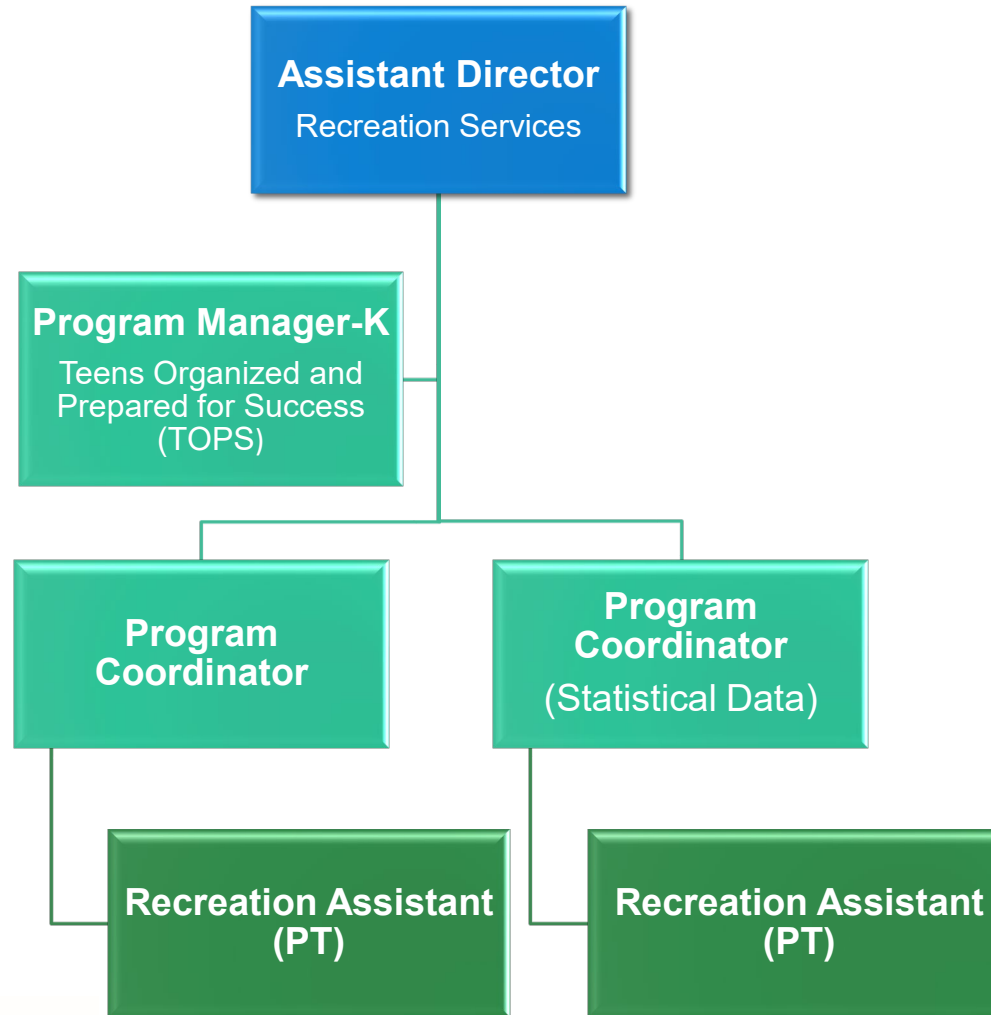 Assistant Director
Recreation Services
Program Manager-K
Teens Organized and
Prepared for Success
(TOPS)
Program
Coordinator
Program
Coordinator
(Statistical Data)
Recreation Assistant
(PT)
Recreation Assistant
(PT)